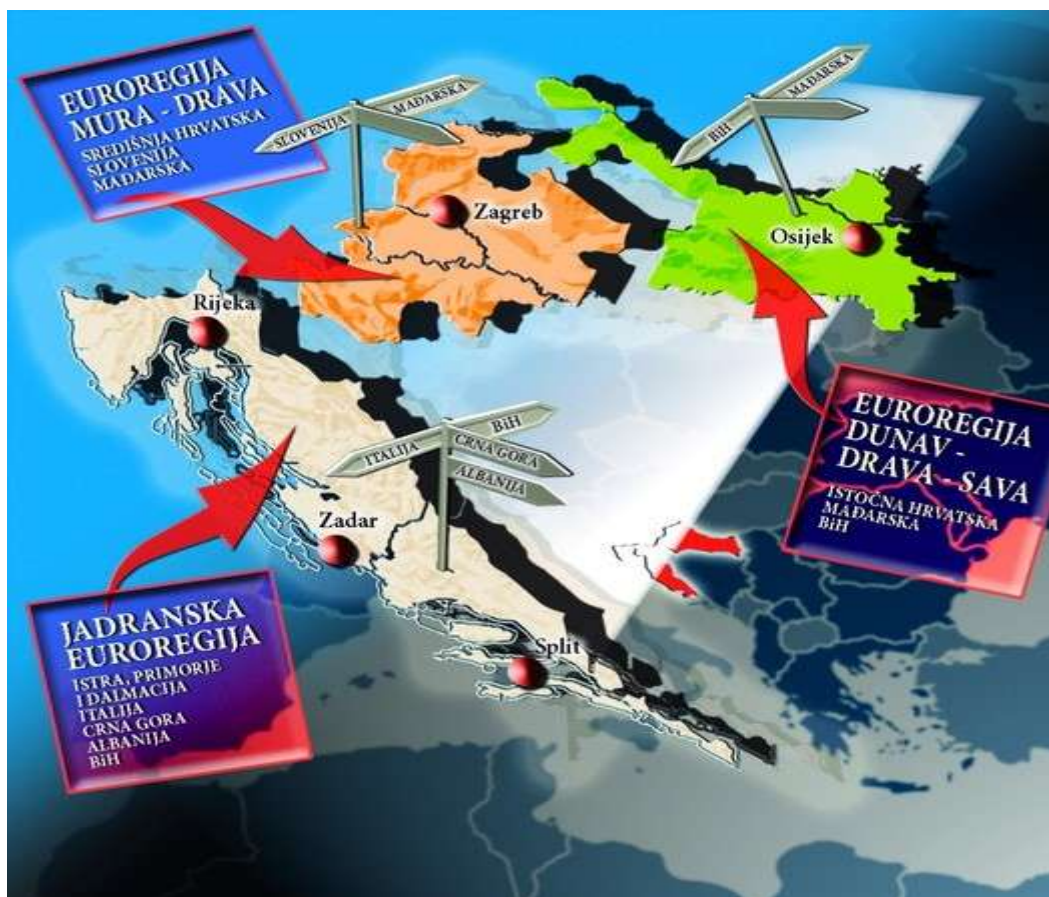 EUROREGIJA
MURA - DRAVA
SREDIŠNJA HRVATSKA
SLOVENIJA
MAĐARSKA
SLOVENIJA
MAĐARSKA
MAĐARSKA
BiH
Zagreb
Osijek
Rijeka
EUROREGIJA
DUNAV -
DRAVA - SAVA
ISTOČNA HRVATSKA
MAĐARSKA
BiH
ITALIJA
BiH
CRNA GORA
ALBANIJA
Zadar
Split
JADRANSKA
EUROREGIJA
ISTRA, PRIMORJE
I DALMACIJA
ITALIJA
CRNA GORA
ALBANIJA
BiH